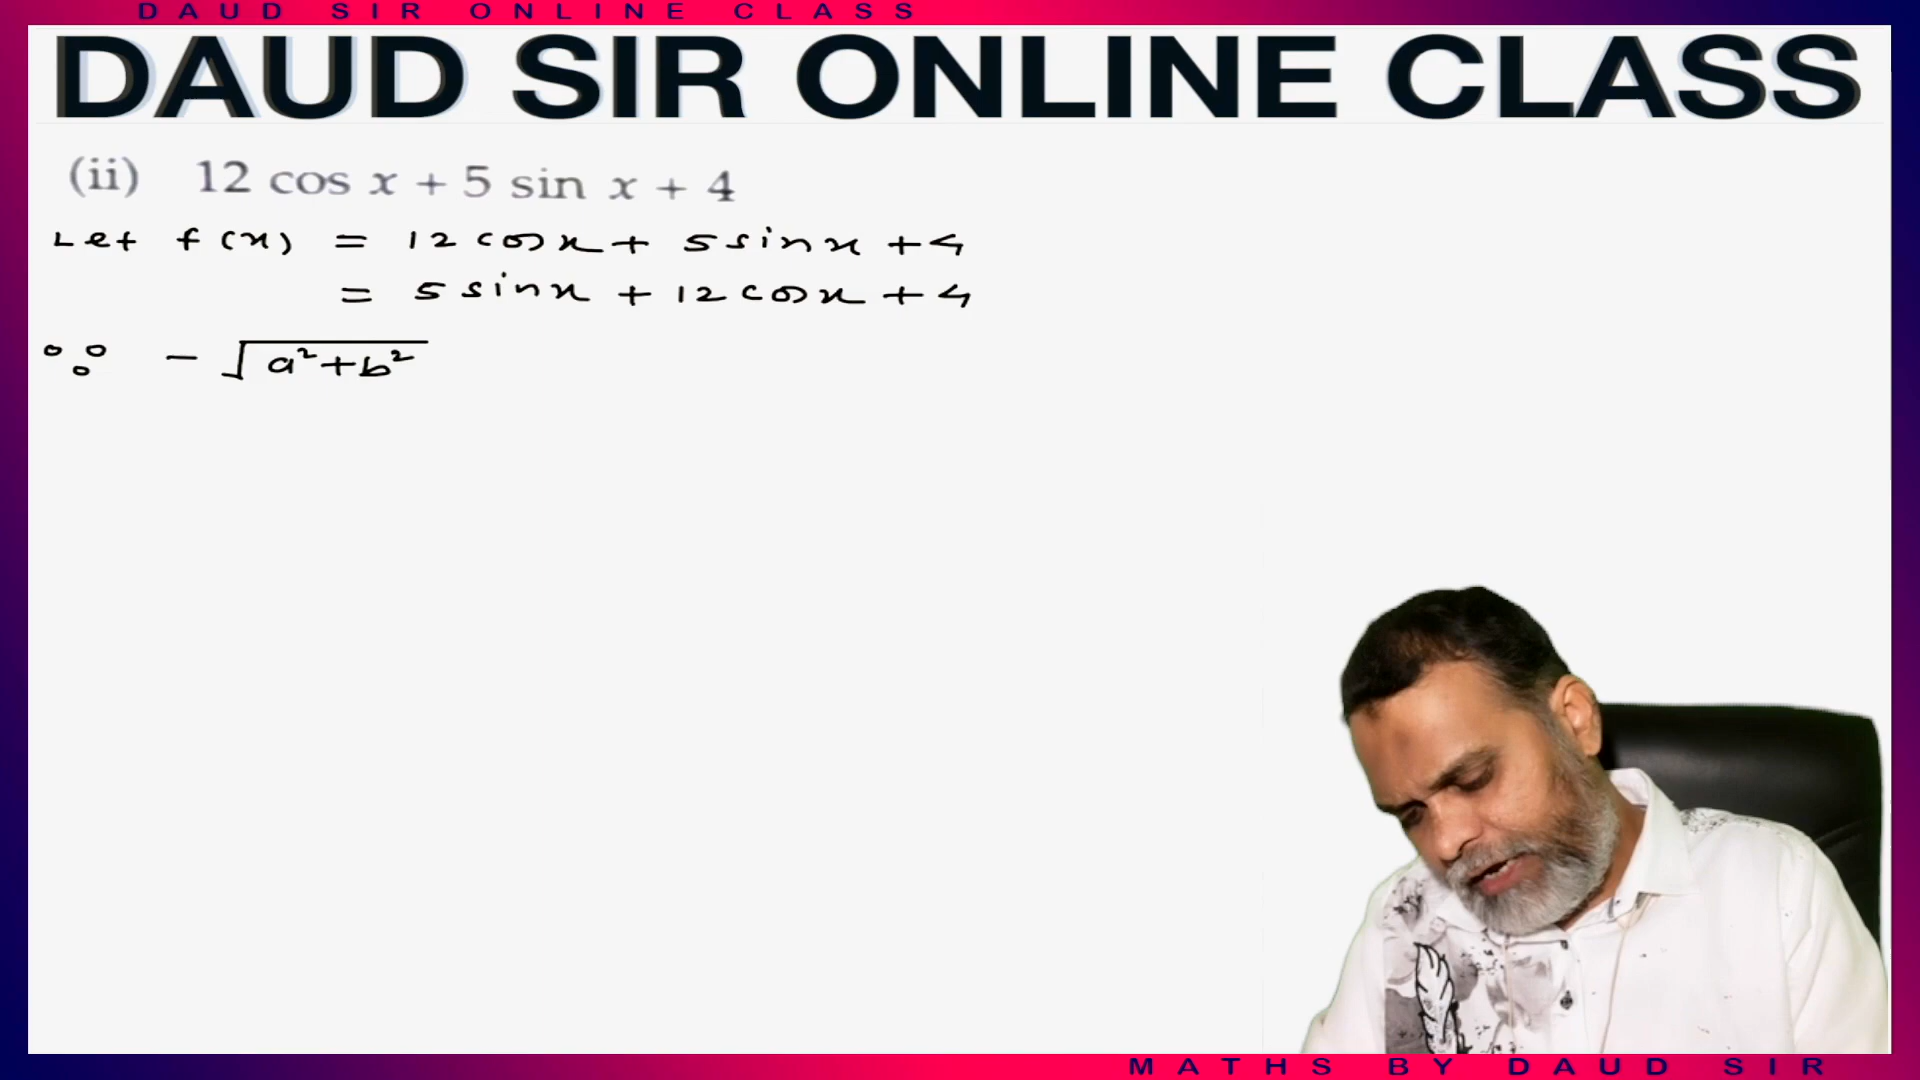 DAUD SIR ONLINE CLASS
DAUD SIR ONLINE CLASS
(ii) 12 cos x + 5 sin x + 4
Let f(x) = 12 cos x + 5 sin x + 4
= 5 sin x + 12 cos x + 4
∵ - √(a² + b²)
MATHS BY DAUD SIR